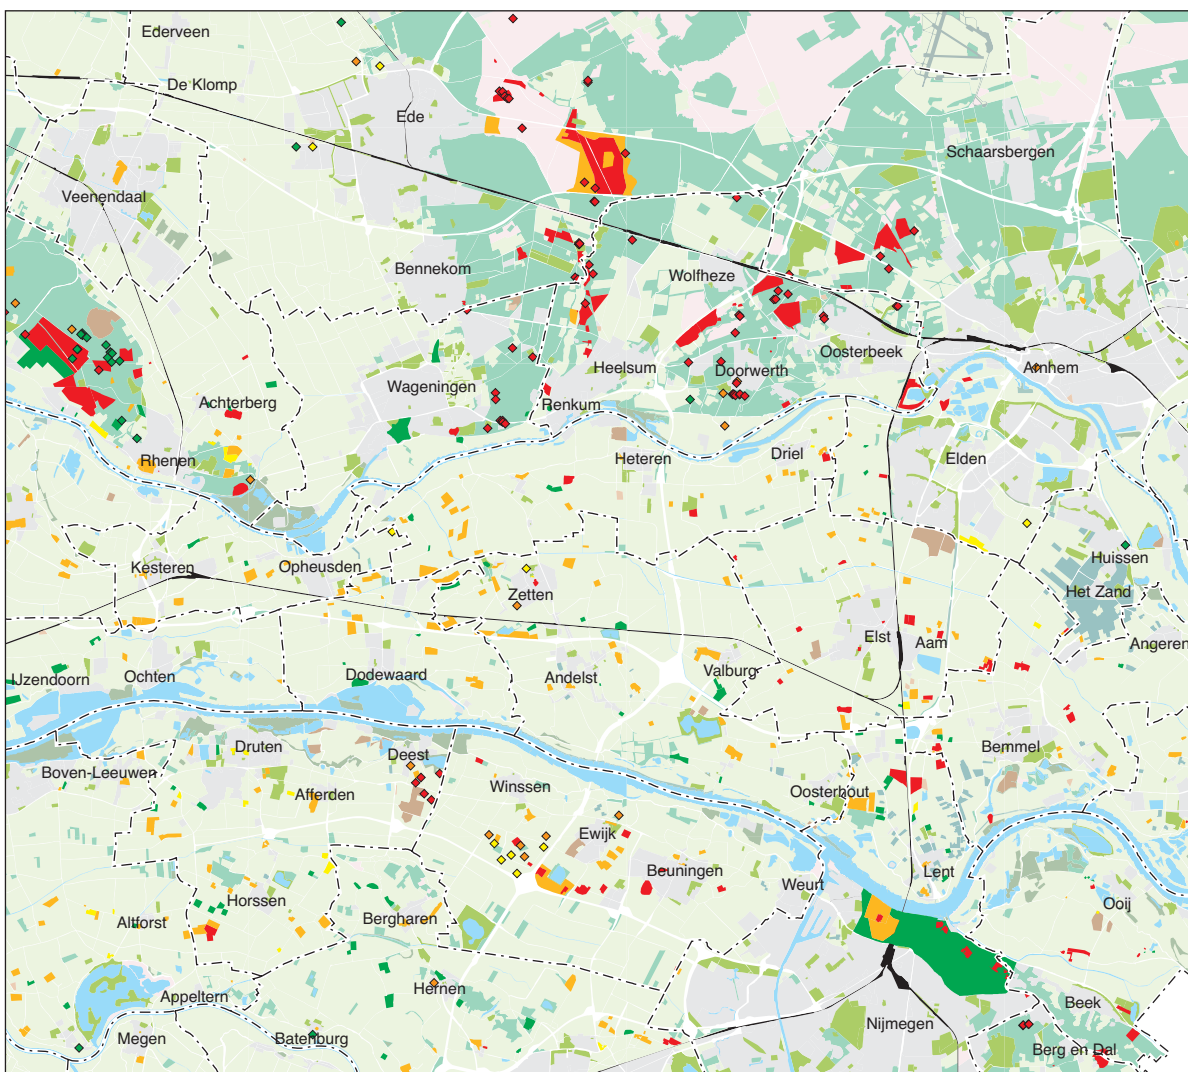 Ederveen
De Klomp
Ede
Schaarsbergen
Veenendaal
Bennekom
Wolfheze
Oosterbeek
Heelsum
Doorwerth
Arnhem
Wageningen
Achterberg
Renkum
Rhenen
Heteren
Driel
Elden
Kesteren
Opheusden
Huissen
Zetten
Het Zand
Elst
Aam
Angeren
IJzendoorn
Ochten
Dodewaard
Andelst
Valburg
Druten
Deest
Bemmel
Boven-Leeuwen
Afferden
Winssen
Oosterhout
Ewijk
Beuningen
Weurt
Lent
Horssen
Ooij
Altforst
Bergharen
Appeltern
Hernen
Beek
Nijmegen
Megen
Batenburg
Berg en Dal